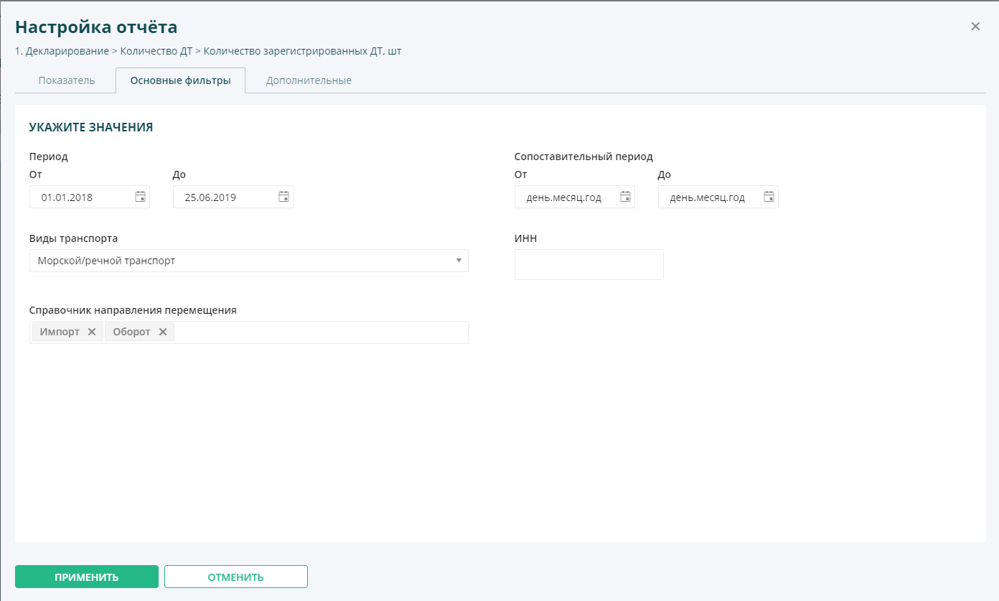 Настройка отчёта
1. Декларирование > Количество ДТ > Количество зарегистрированных ДТ, шт
Показатель Основные фильтры Дополнительные
УКАЖИТЕ ЗНАЧЕНИЯ
Период Сопоставительный период
От До От До
01.01.2018 25.06.2019 день.месяц.год день.месяц.год
Виды транспорта ИНН
Морской/речной транспорт
Справочник направления перемещения
Импорт Оборот
ПРИМЕНИТЬ ОТМЕНИТЬ